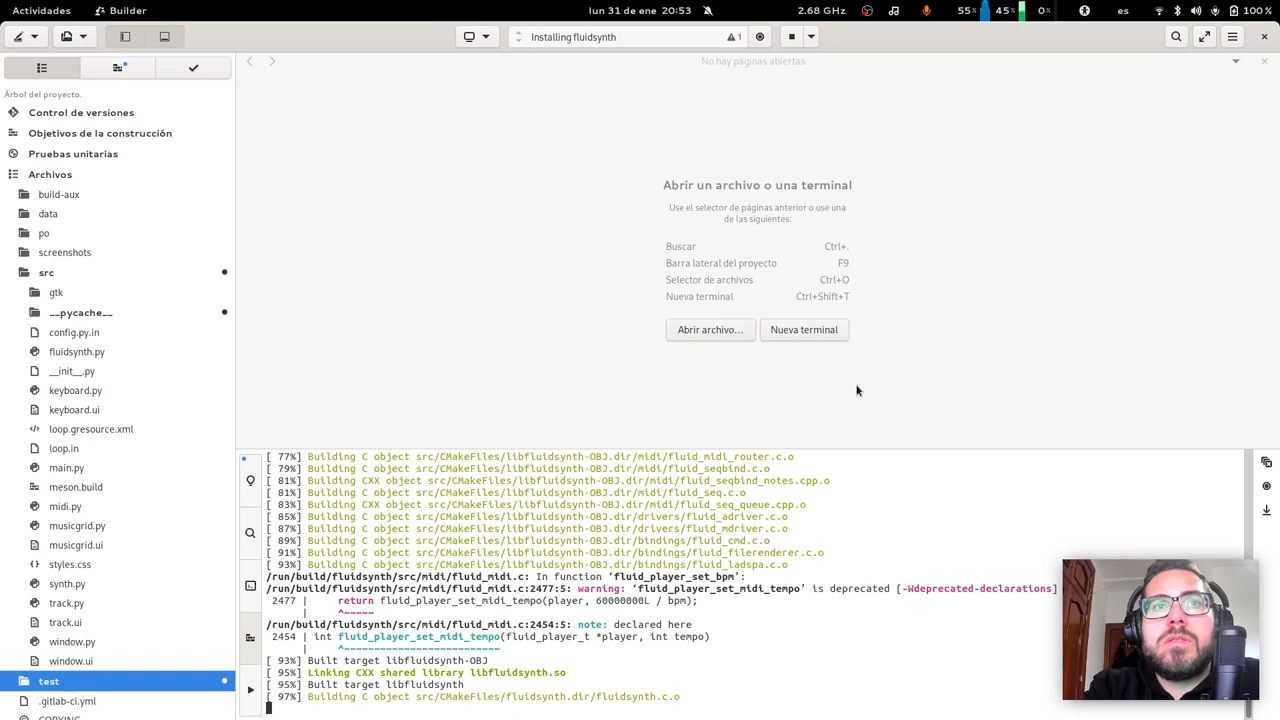 Actividades
Builder
lun 31 de ene 20:53
2.68 GHz
55%
45%
0%
es
100 %
Installing fluidsynth
1
No hay páginas abiertas
Árbol del proyecto.
Control de versiones
Objetivos de la construcción
Pruebas unitarias
Archivos
build-aux
data
po
screenshots
src
gtk
__pycache__
config.py.in
fluidsynth.py
__init__.py
keyboard.py
keyboard.ui
loop.gresource.xml
loop.in
main.py
meson.build
midi.py
musicgrid.py
musicgrid.ui
styles.css
synth.py
track.py
track.ui
window.py
window.ui
test
.gitlab-ci.yml
COPYING
Abrir un archivo o una terminal
Use el selector de páginas anterior o use una
de las siguientes:
Buscar Ctrl+.
Barra lateral del proyecto F9
Selector de archivos Ctrl+O
Nueva terminal Ctrl+Shift+T
Abrir archivo…
Nueva terminal
[ 77%] Building C object src/CMakeFiles/libfluidsynth-OBJ.dir/midi/fluid_midi_router.c.o
[ 79%] Building C object src/CMakeFiles/libfluidsynth-OBJ.dir/midi/fluid_seqbind.c.o
[ 81%] Building CXX object src/CMakeFiles/libfluidsynth-OBJ.dir/midi/fluid_seqbind_notes.cpp.o
[ 81%] Building C object src/CMakeFiles/libfluidsynth-OBJ.dir/midi/fluid_seq.c.o
[ 83%] Building CXX object src/CMakeFiles/libfluidsynth-OBJ.dir/midi/fluid_seq_queue.cpp.o
[ 85%] Building C object src/CMakeFiles/libfluidsynth-OBJ.dir/drivers/fluid_adriver.c.o
[ 87%] Building C object src/CMakeFiles/libfluidsynth-OBJ.dir/drivers/fluid_mdriver.c.o
[ 89%] Building C object src/CMakeFiles/libfluidsynth-OBJ.dir/bindings/fluid_cmd.c.o
[ 91%] Building C object src/CMakeFiles/libfluidsynth-OBJ.dir/bindings/fluid_filerenderer.c.o
[ 93%] Building C object src/CMakeFiles/libfluidsynth-OBJ.dir/bindings/fluid_ladspa.c.o
/run/build/fluidsynth/src/midi/fluid_midi.c: In function ‘fluid_player_set_bpm’:
/run/build/fluidsynth/src/midi/fluid_midi.c:2477:5: warning: ‘fluid_player_set_midi_tempo’ is deprecated [-Wdeprecated-declarations]
2477 |     return fluid_player_set_midi_tempo(player, 60000000L / bpm);
|     ^~~~~~
/run/build/fluidsynth/src/midi/fluid_midi.c:2454:5: note: declared here
2454 | int fluid_player_set_midi_tempo(fluid_player_t *player, int tempo)
|     ^~~~~~~~~~~~~~~~~~~~~~~~~~~
[ 93%] Built target libfluidsynth-OBJ
[ 95%] Linking CXX shared library libfluidsynth.so
[ 95%] Built target libfluidsynth
[ 97%] Building C object src/CMakeFiles/fluidsynth.dir/fluidsynth.c.o